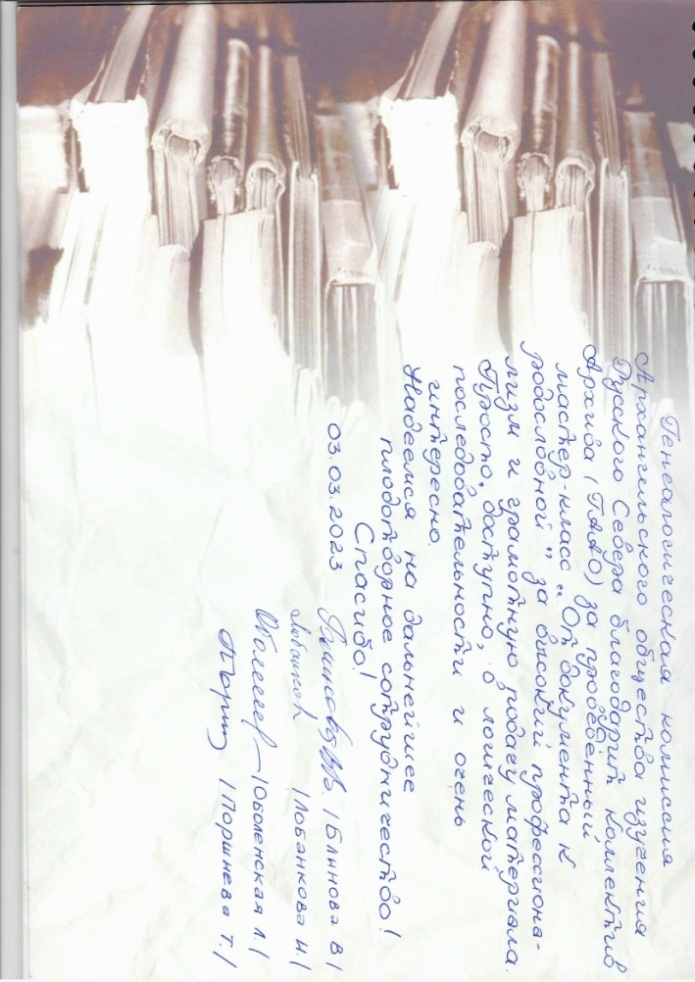 Генеалогическая комиссия
Архангельского общества изучения
Русского Севера благодарит коллектив
Архива (ГААО) за проведенный
мастер-класс „От документа к
родословной" за высокий профессиона-
лизм и грамотную подачу материала.
Просто, доступно, в логической
последовательности и очень
интересно.
Надеемся на дальнейшее
плодотворное сотрудничество!
Спасибо!
03.03.2023 /Блинова В/
/Лобанкова Н./
/Оболенская Л./
/Поршнева Т./